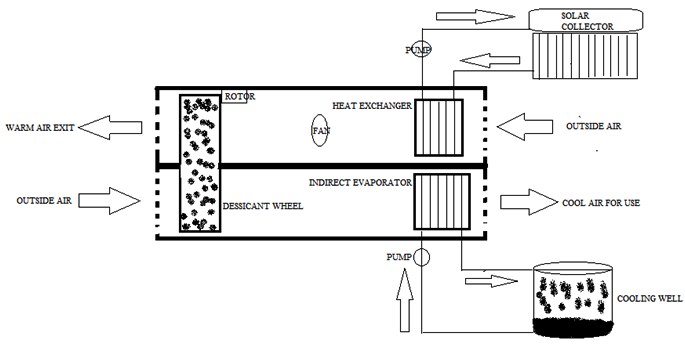 SOLAR
COLLECTOR
PUMP
ROTOR
HEAT EXCHANGER
WARM AIR EXIT
FAN
OUTSIDE AIR
INDIRECT EVAPORATOR
OUTSIDE AIR
DESSICANT WHEEL
COOL AIR FOR USE
PUMP
COOLING WELL